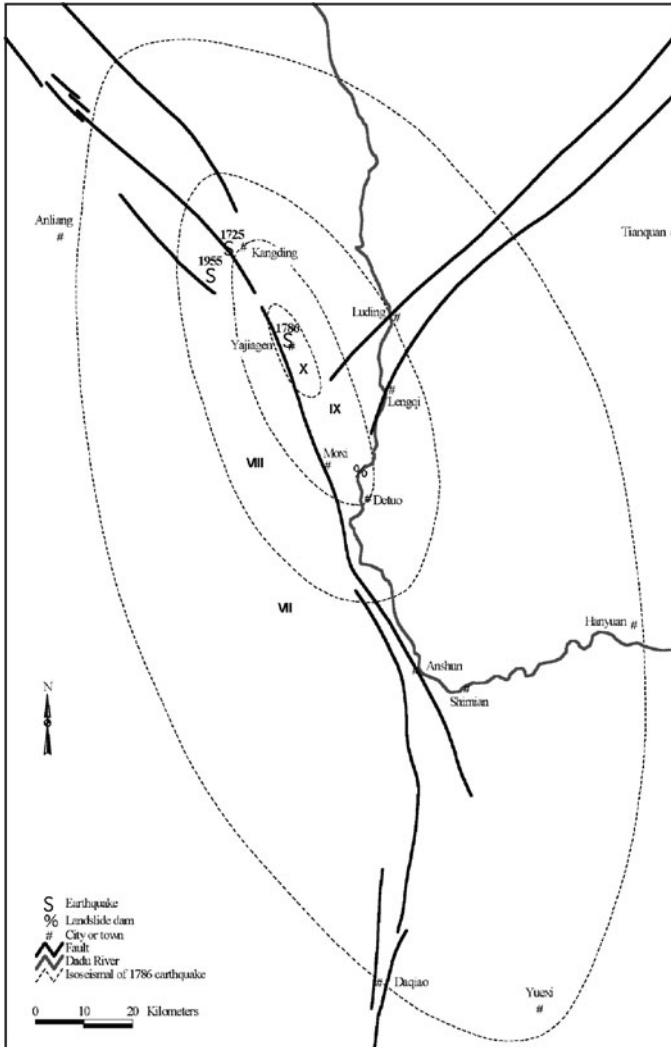 Anliang
#
1725
S
#
Kangding
1955
S
Tianquan
#
Luding
#
1786
S
Yajiagen
#
X
#
Lengqi
IX
Moxi
#
VIII
%
#
Detuo
VII
Hanyuan
#
N
#
Anshun
#
Shimian
S Earthquake
% Landslide dam
# City or town
Fault
Dadu River
Isoseismal of 1786 earthquake
# Daqiao
Yuexi
#
0 10 20 Kilometers